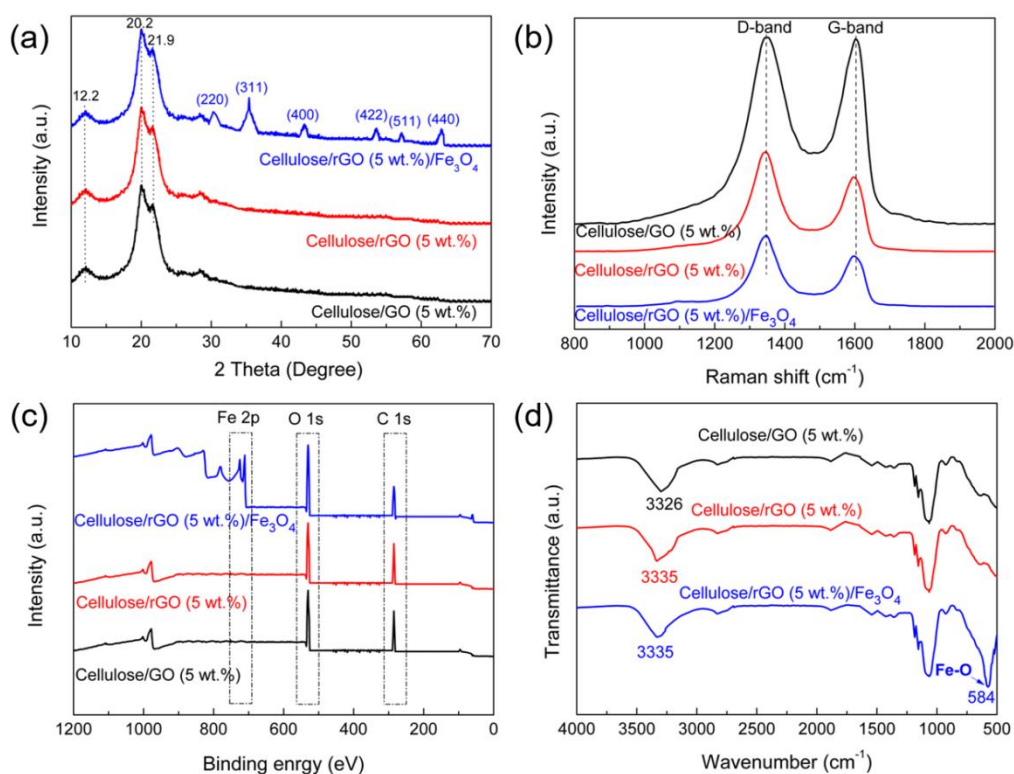 (a)
20.2
21.9
12.2
(220)
(311)
(400)
(422)
(511)
(440)
Cellulose/rGO (5 wt.%)/Fe₃O₄
Cellulose/rGO (5 wt.%)
Cellulose/GO (5 wt.%)
Intensity (a.u.)
10 20 30 40 50 60 70
2 Theta (Degree)
(b)
D-band
G-band
Cellulose/GO (5 wt.%)
Cellulose/rGO (5 wt.%)
Cellulose/rGO (5 wt.%)/Fe₃O₄
Intensity (a.u.)
800 1000 1200 1400 1600 1800 2000
Raman shift (cm⁻¹)
(c)
Fe 2p
O 1s
C 1s
Cellulose/rGO (5 wt.%)/Fe₃O₄
Cellulose/rGO (5 wt.%)
Cellulose/GO (5 wt.%)
Intensity (a.u.)
1200 1000 800 600 400 200 0
Binding enrgy (eV)
(d)
Cellulose/GO (5 wt.%)
3326
Cellulose/rGO (5 wt.%)
3335
Cellulose/rGO (5 wt.%)/Fe₃O₄
3335
Fe-O
584
Transmittance (a.u.)
4000 3500 3000 2500 2000 1500 1000 500
Wavenumber (cm⁻¹)